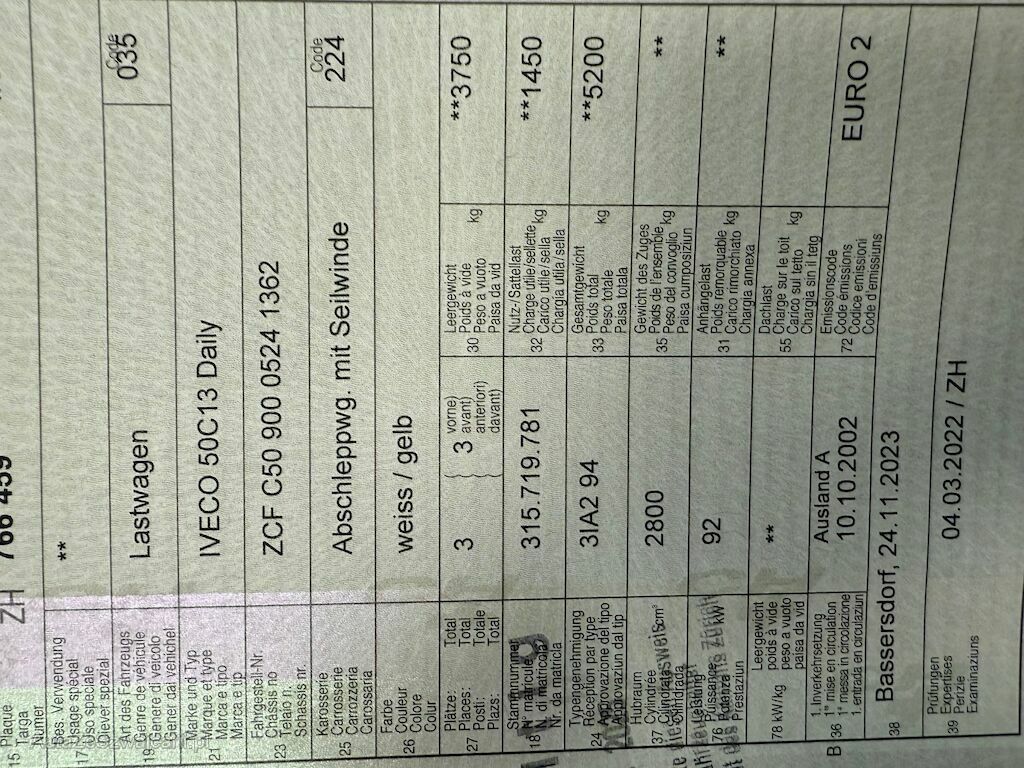 15 Plaque ZH 766 459
Targa
Numer
Bes. Verwendung **
Usage spécial
17 Uso speciale
Diever spezial
Art des Fahrzeugs Lastwagen Code
Genre de véhicule 035
19 Genere di veicolo
Gener da vehichel
Marke und Typ IVECO 50C13 Daily
Marque et type
21 Marca e tipo
Marca e tip
Fahrgestell-Nr. ZCF C50 900 0524 1362
Châssis no
23 Telaio n.
Schassis nr.
Karosserie Abschleppwg. mit Seilwinde Code
Carrosserie 224
25 Carrozzeria
Carossaria
Farbe weiss / gelb
Couleur
26 Colore
Colur
Plätze: Total 3 3 vorne)
Places: Total avant)
27 Posti: Totale anteriori)
Plazs: Total davant)
30 Leergewicht **3750
Poids à vide
Peso a vuoto
Paisa da vid kg
Stammnummer 315.719.781
N° matricule
18 N. di matricola
Nr. da matricla
32 Nutz-/Sattellast **1450
Charge utile/sellette kg
Carico utile/sella
Chargia utila/sella
Typengenehmigung 3IA2 94
Réception par type
24 Approvazione del tipo
Approvaziun dal tip
33 Gesamtgewicht **5200
Poids total
Peso totale
Paisa totala kg
Hubraum 2800
37 Cylindrée cm³
Cilindrata
Cilindrada
35 Gewicht des Zuges **
Poids de l'ensemble kg
Peso del convoglio
Paisa cumposiziun
Leistung 92
76 Puissance kW
Potenza
Prestaziun
31 Anhängelast **
Poids remorquable kg
Carico rimorchiato
Chargia annexa
78 kW/kg Leergewicht **
poids à vide
peso a vuoto
paisa da vid
55 Dachlast
Charge sur le toit kg
Carico sul tetto
Chargia sin il tetg
B 36 1. Inverkehrsetzung Ausland A
1re mise en circulation 10.10.2002
1a messa in circolazione
1. entrada en circulaziun
72 Emissionscode EURO 2
Code émissions
Codice emissioni
Code d'emissiuns
38 Bassersdorf, 24.11.2023
Prüfungen 04.03.2022 / ZH
Expertises
39 Perizie
Examinaziuns